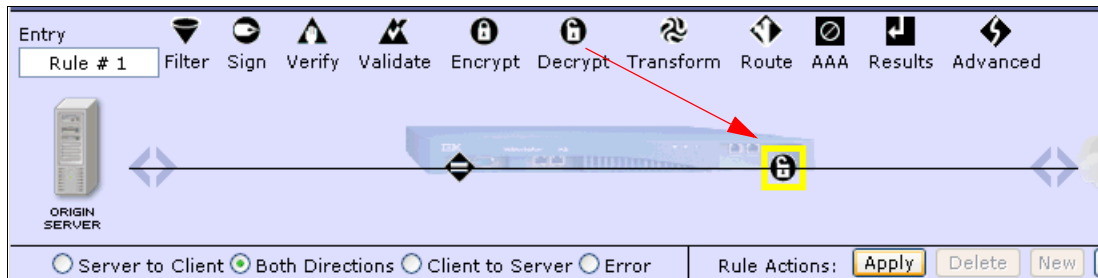 Entry
Rule # 1
Filter Sign Verify Validate Encrypt Decrypt Transform Route AAA Results Advanced
ORIGIN
SERVER
Server to Client Both Directions Client to Server Error
Rule Actions: Apply Delete New